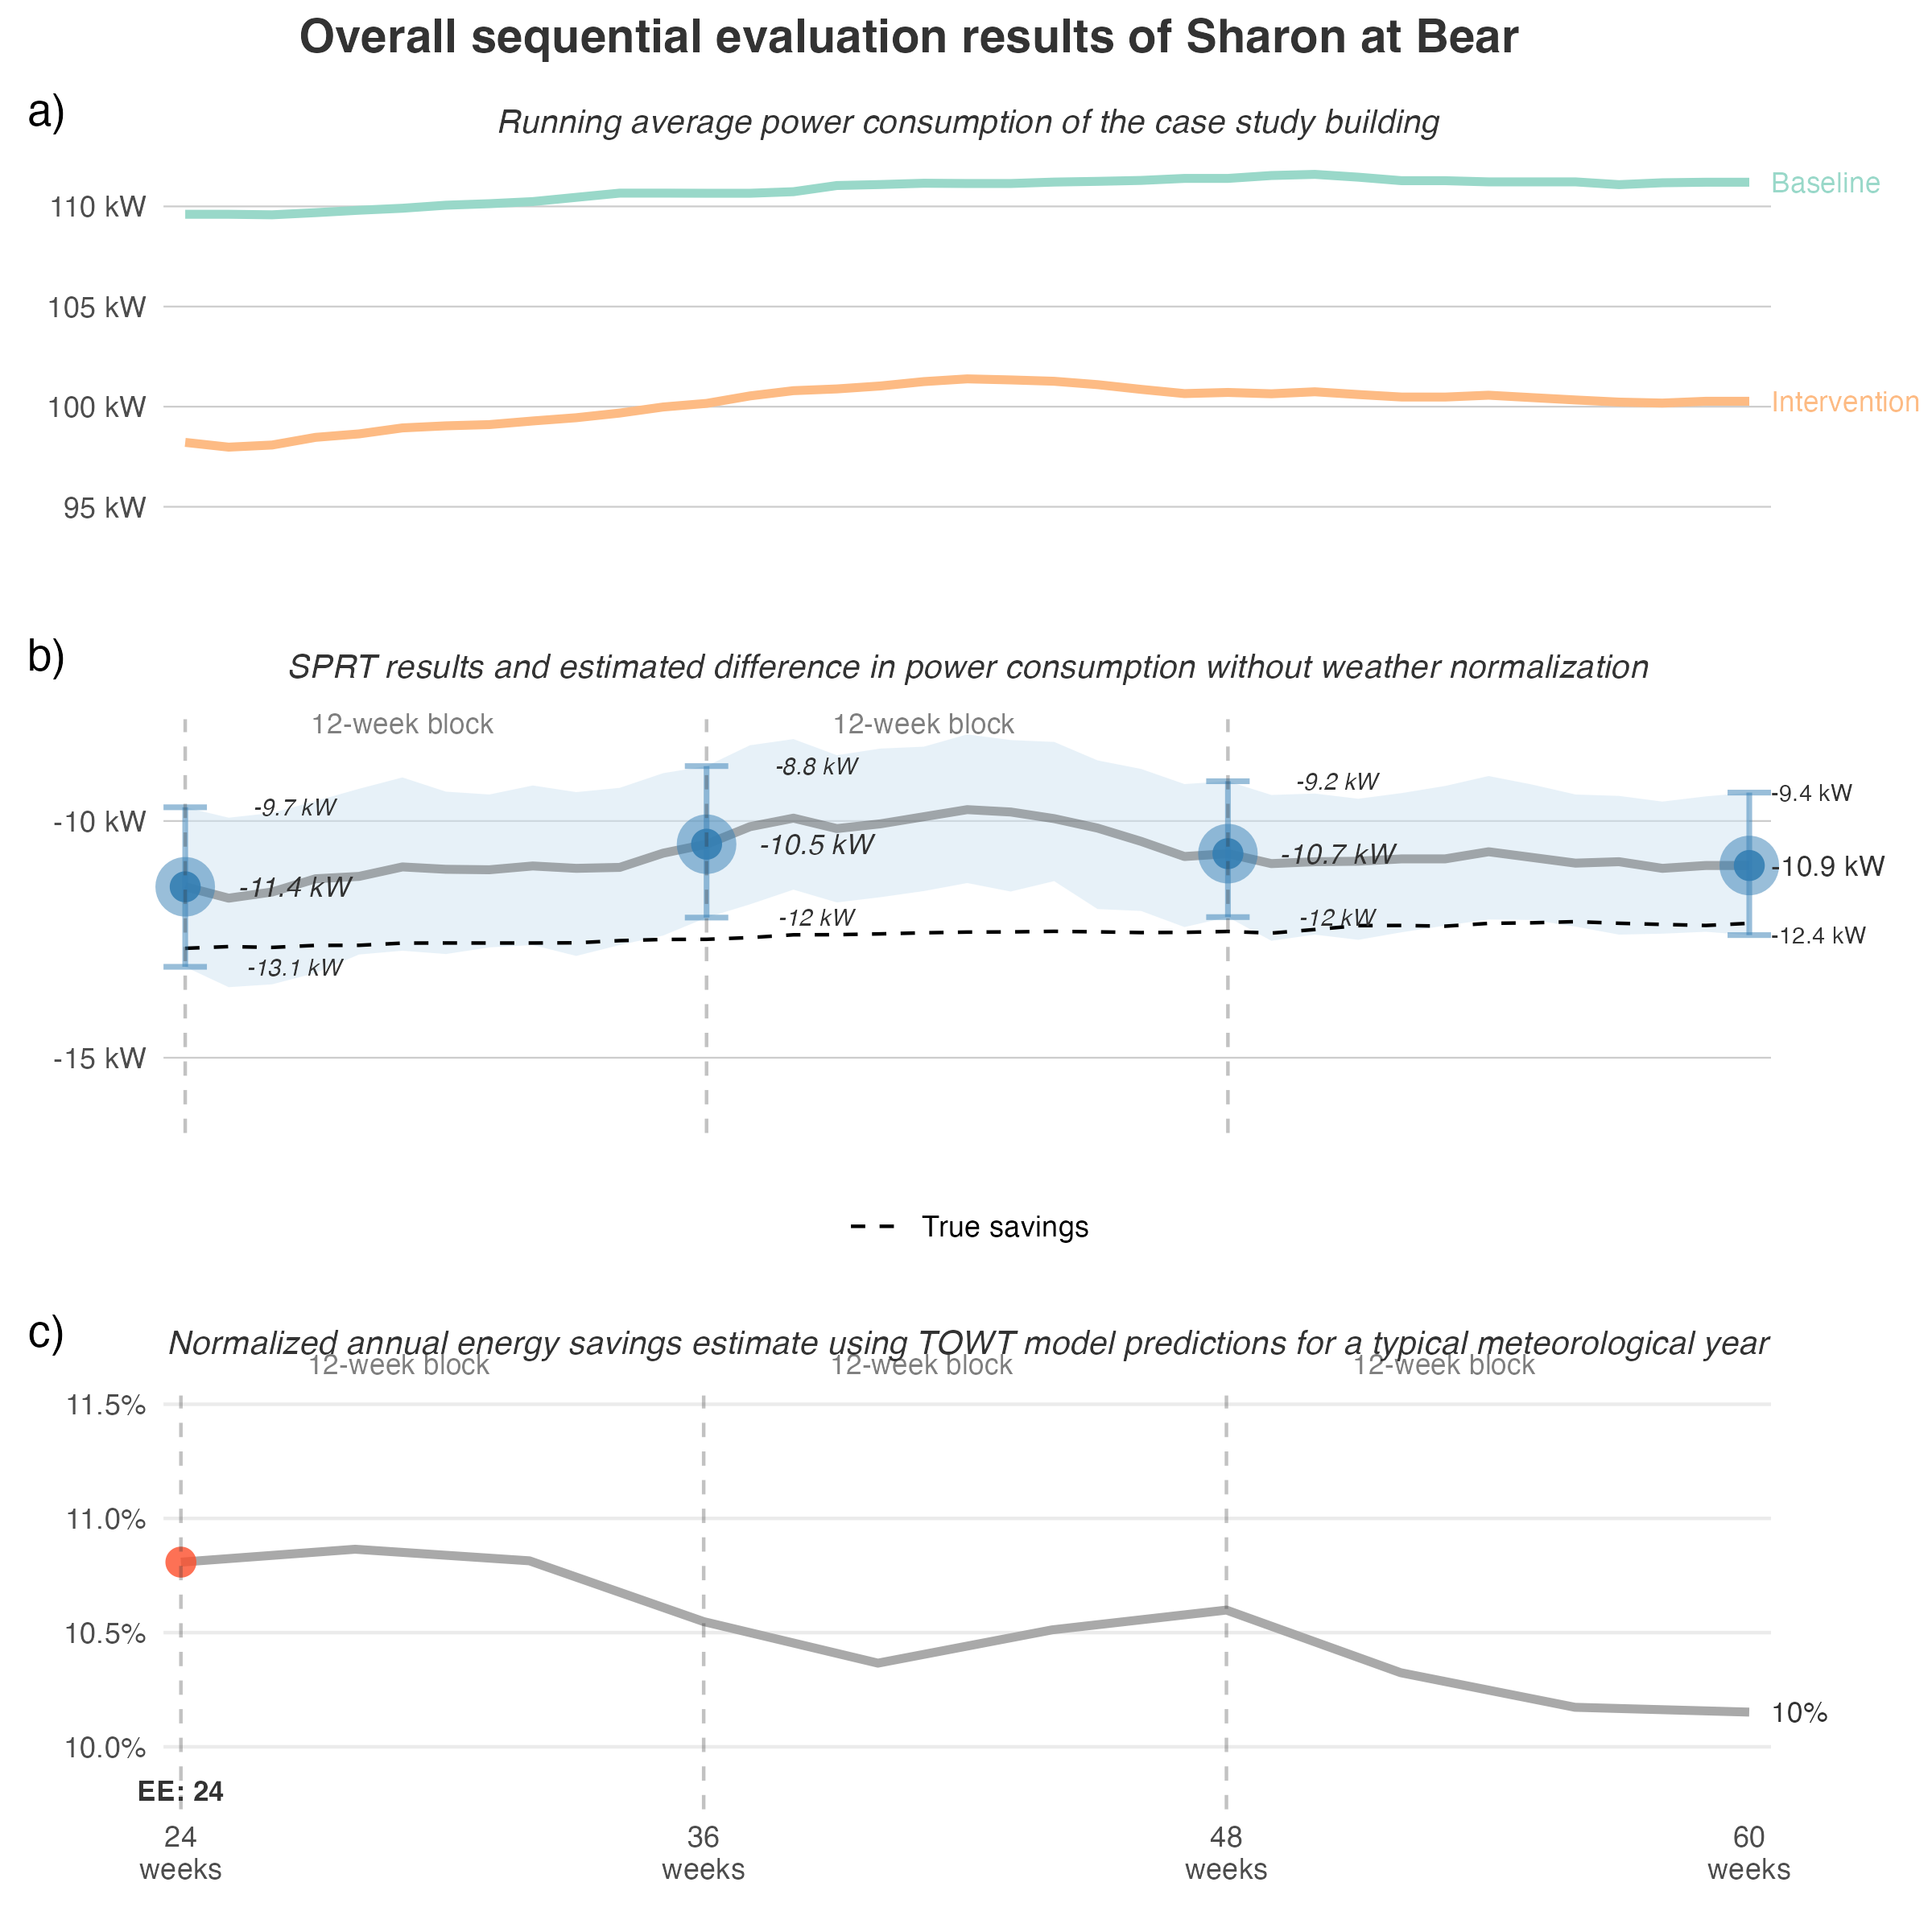 Overall sequential evaluation results of Sharon at Bear
a)
Running average power consumption of the case study building
110 kW
105 kW
100 kW
95 kW
Baseline
Intervention
b)
SPRT results and estimated difference in power consumption without weather normalization
12-week block
12-week block
-10 kW
-15 kW
-9.7 kW
-11.4 kW
-13.1 kW
-8.8 kW
-10.5 kW
-12 kW
-9.2 kW
-10.7 kW
-12 kW
-9.4 kW
-10.9 kW
-12.4 kW
True savings
c)
Normalized annual energy savings estimate using TOWT model predictions for a typical meteorological year
12-week block
12-week block
12-week block
11.5%
11.0%
10.5%
10.0%
10%
EE: 24
24
weeks
36
weeks
48
weeks
60
weeks